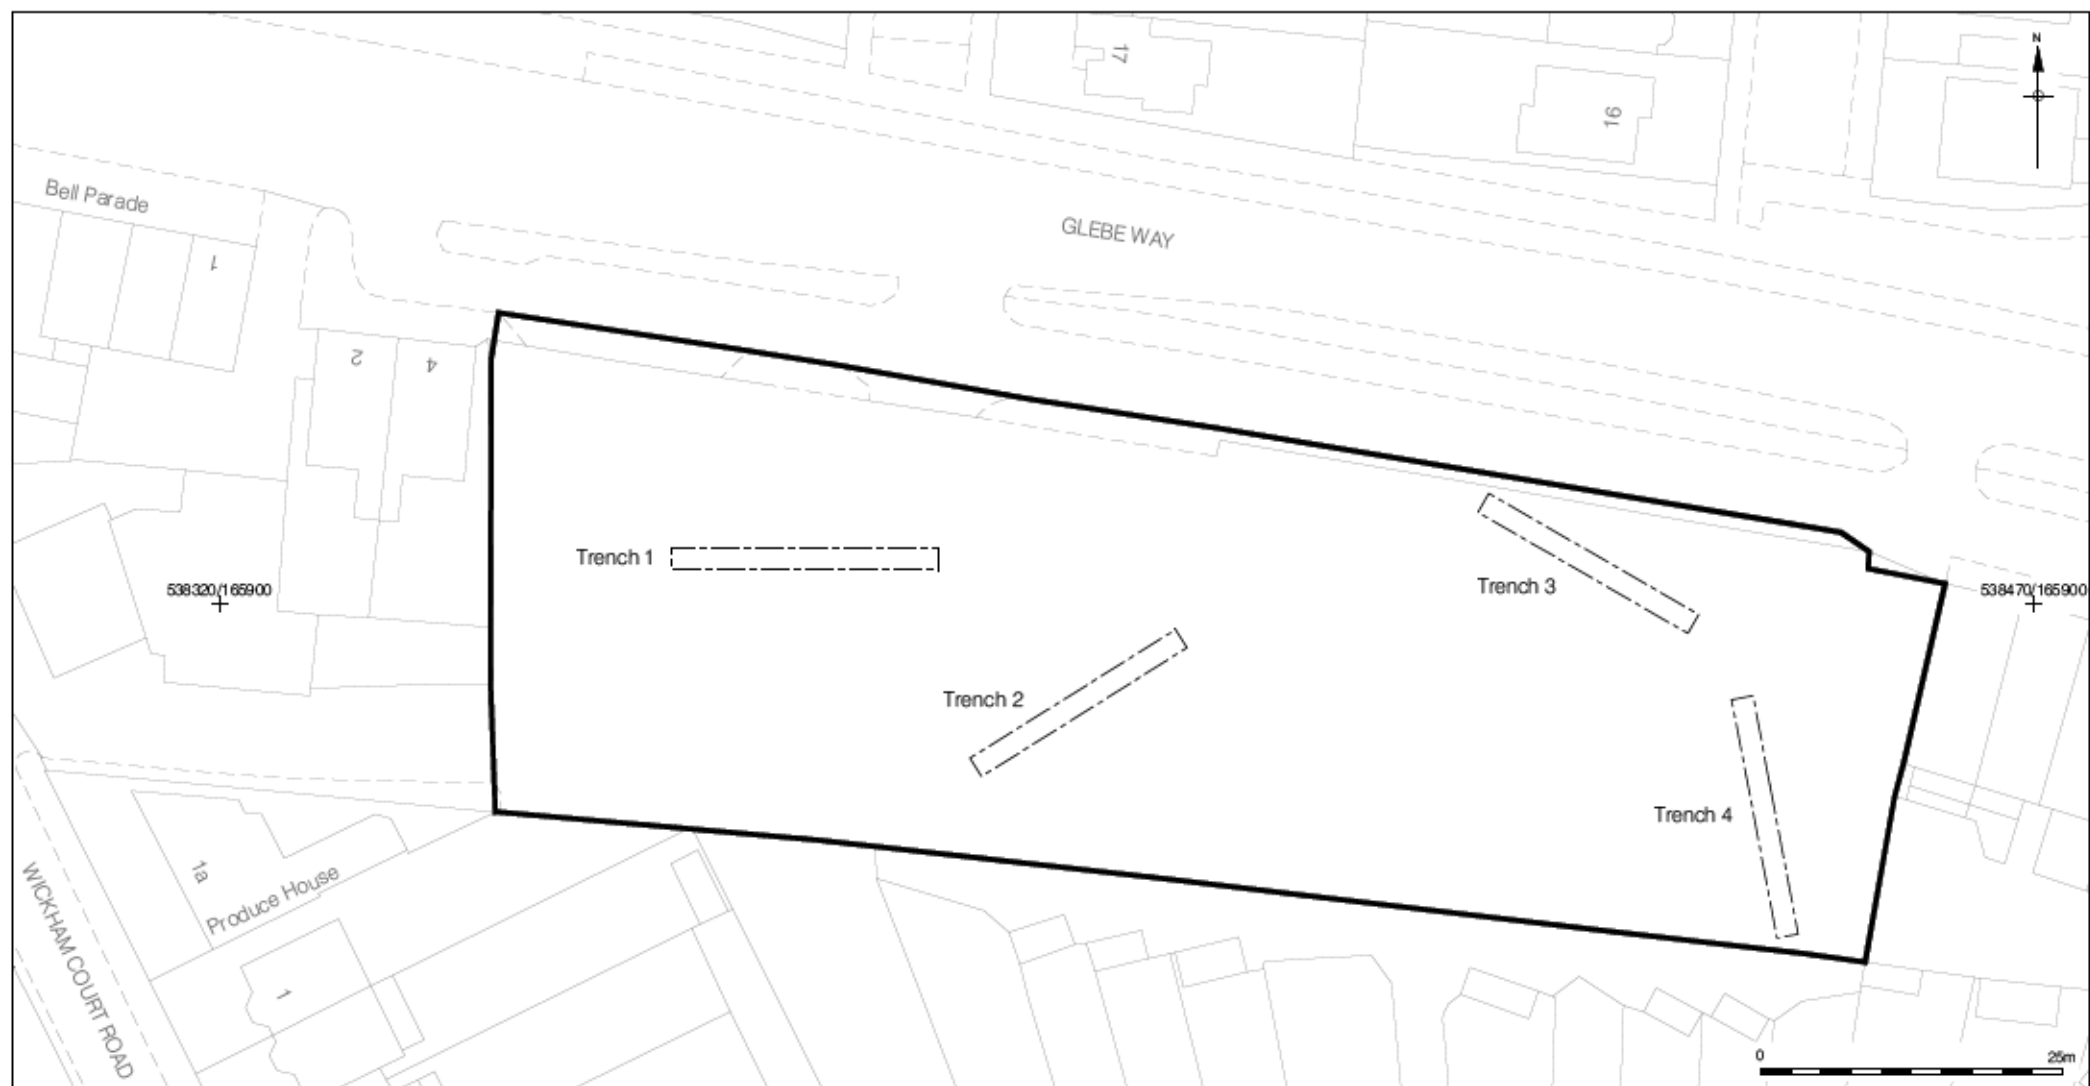 N
17
16
Bell Parade
GLEBE WAY
1
2
4
Trench 1
Trench 3
538320/165900
538470/165900
Trench 2
Trench 4
1a
Produce House
WICKHAM COURT ROAD
1
0 25m